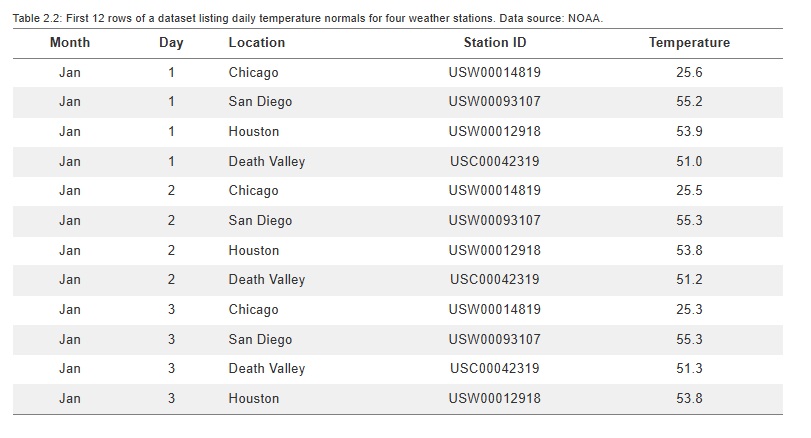 Table 2.2: First 12 rows of a dataset listing daily temperature normals for four weather stations. Data source: NOAA.
Month Day Location Station ID Temperature
Jan 1 Chicago USW00014819 25.6
Jan 1 San Diego USW00093107 55.2
Jan 1 Houston USW00012918 53.9
Jan 1 Death Valley USC00042319 51.0
Jan 2 Chicago USW00014819 25.5
Jan 2 San Diego USW00093107 55.3
Jan 2 Houston USW00012918 53.8
Jan 2 Death Valley USC00042319 51.2
Jan 3 Chicago USW00014819 25.3
Jan 3 San Diego USW00093107 55.3
Jan 3 Death Valley USC00042319 51.3
Jan 3 Houston USW00012918 53.8